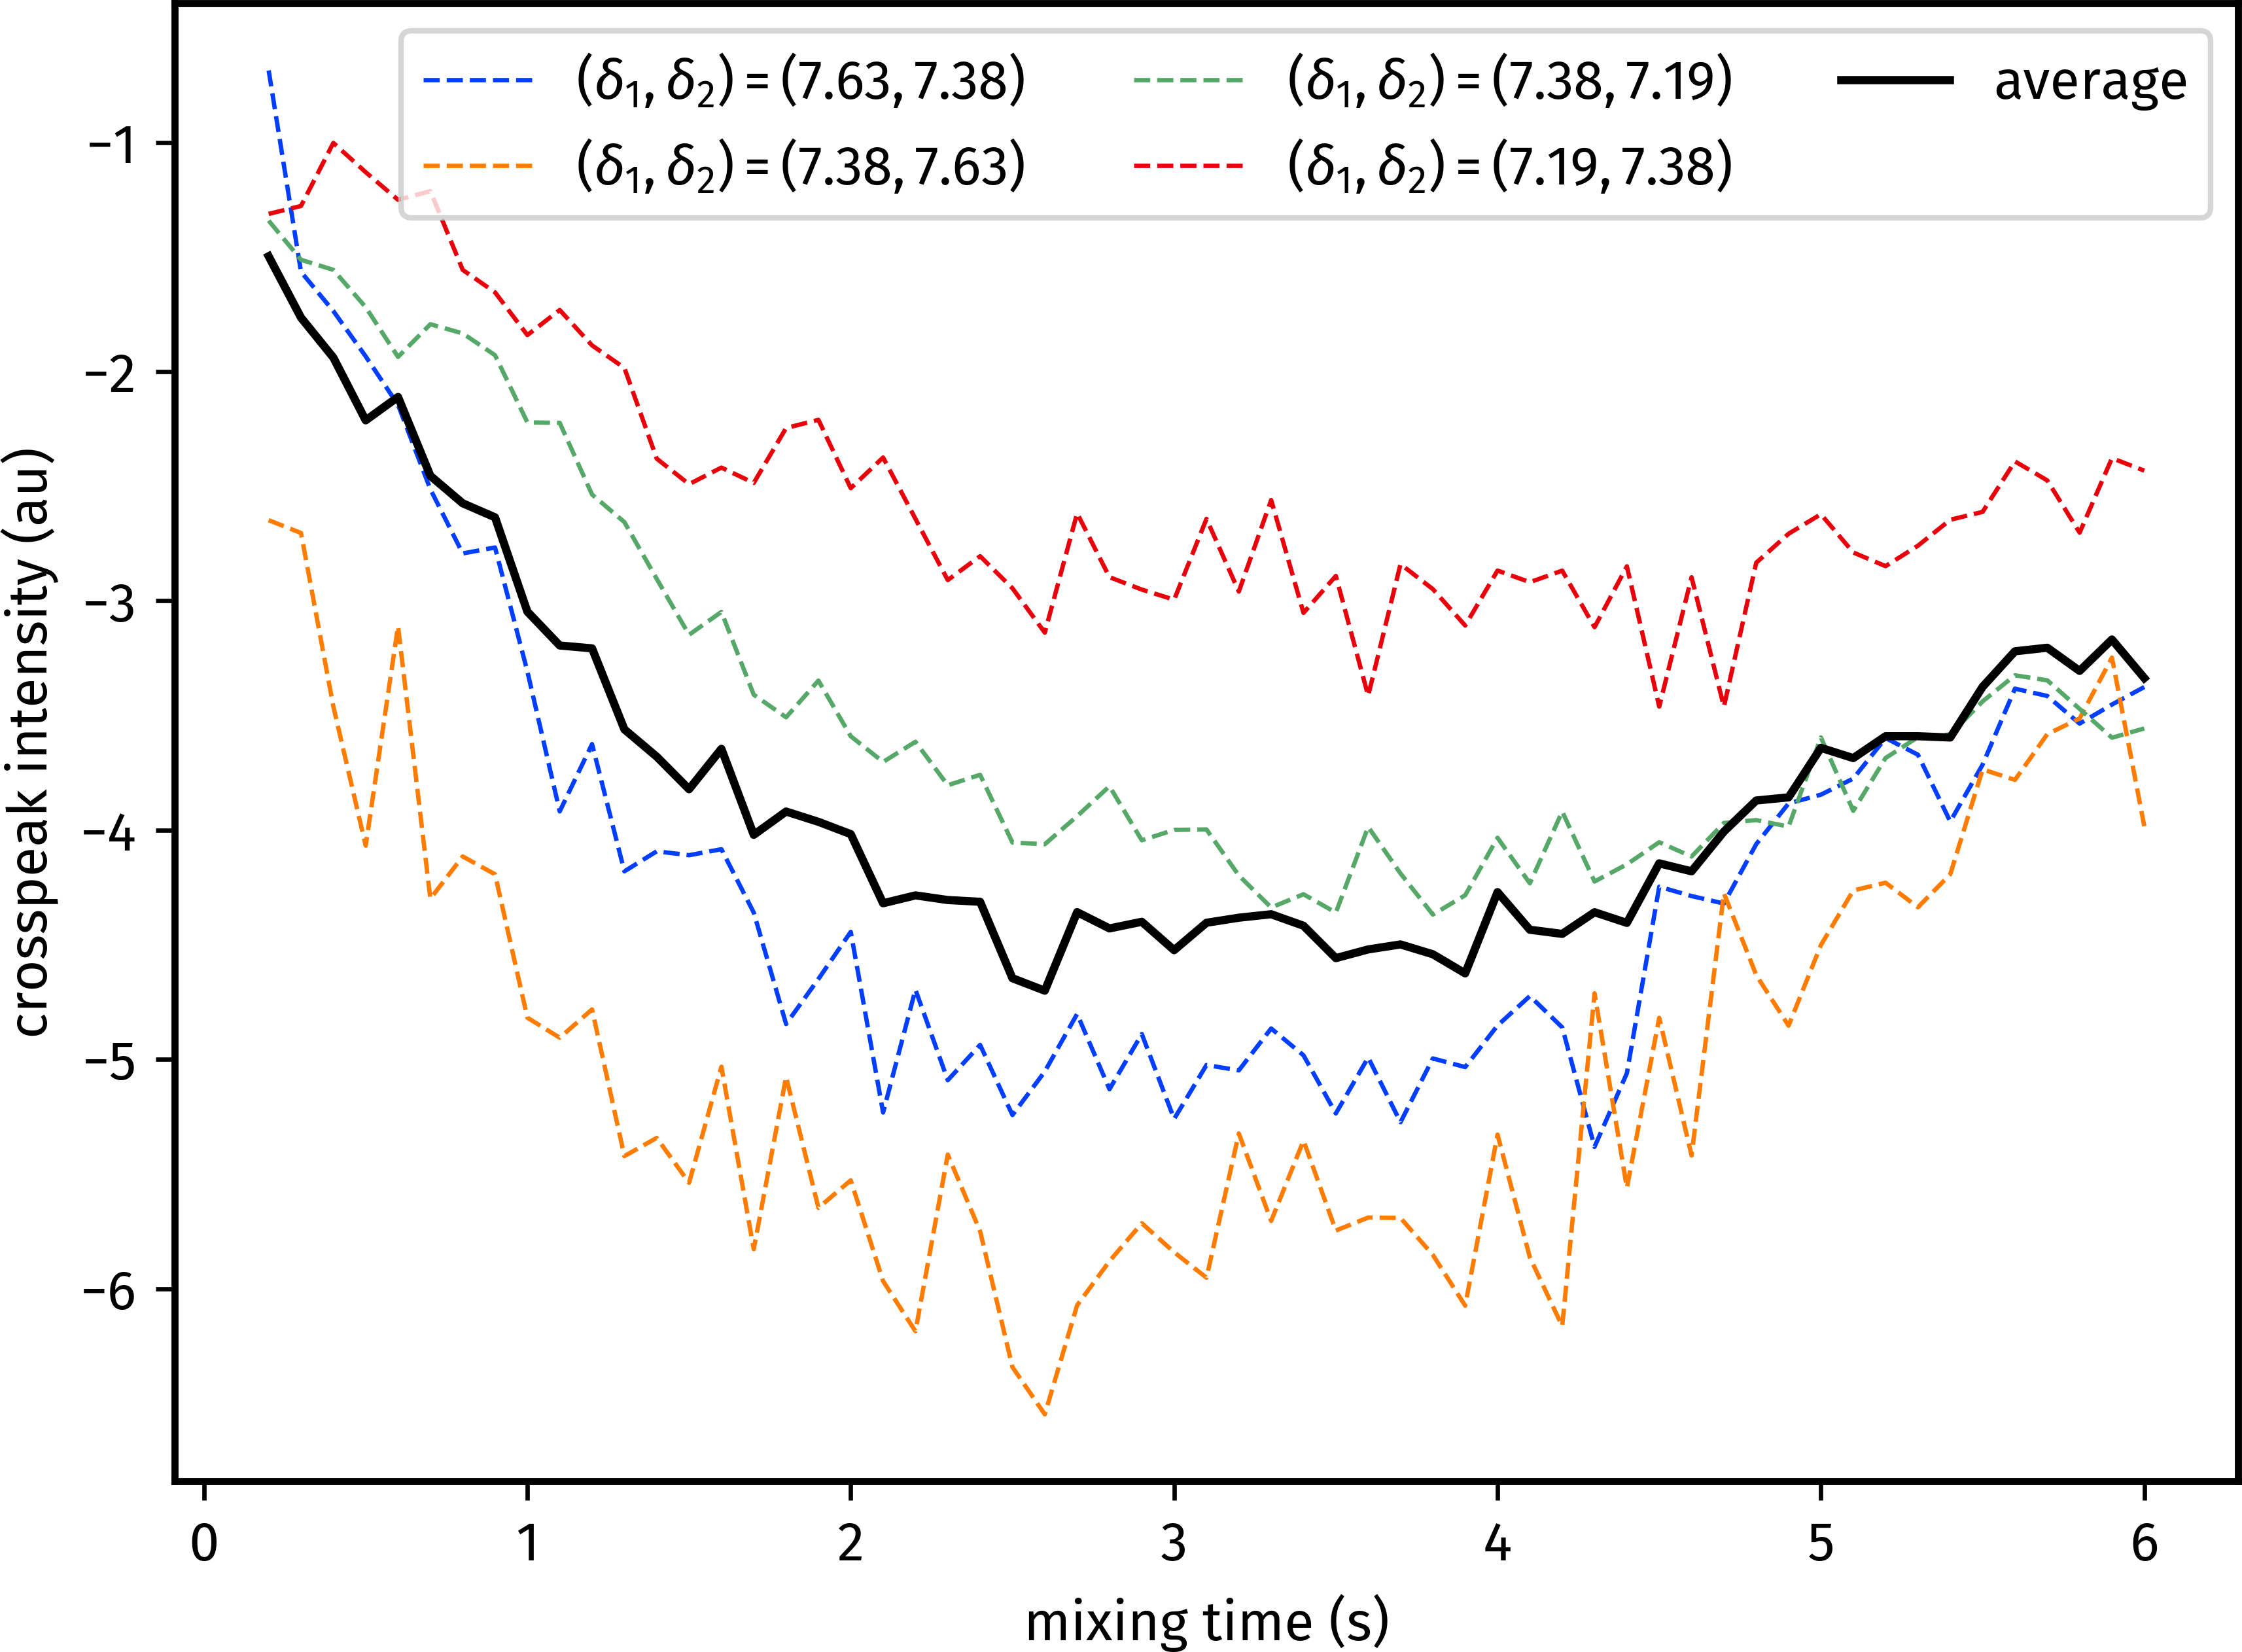 (δ₁, δ₂) = (7.63, 7.38)
(δ₁, δ₂) = (7.38, 7.63)
(δ₁, δ₂) = (7.38, 7.19)
(δ₁, δ₂) = (7.19, 7.38)
average
crosspeak intensity (au)
−1
−2
−3
−4
−5
−6
0 1 2 3 4 5 6
mixing time (s)